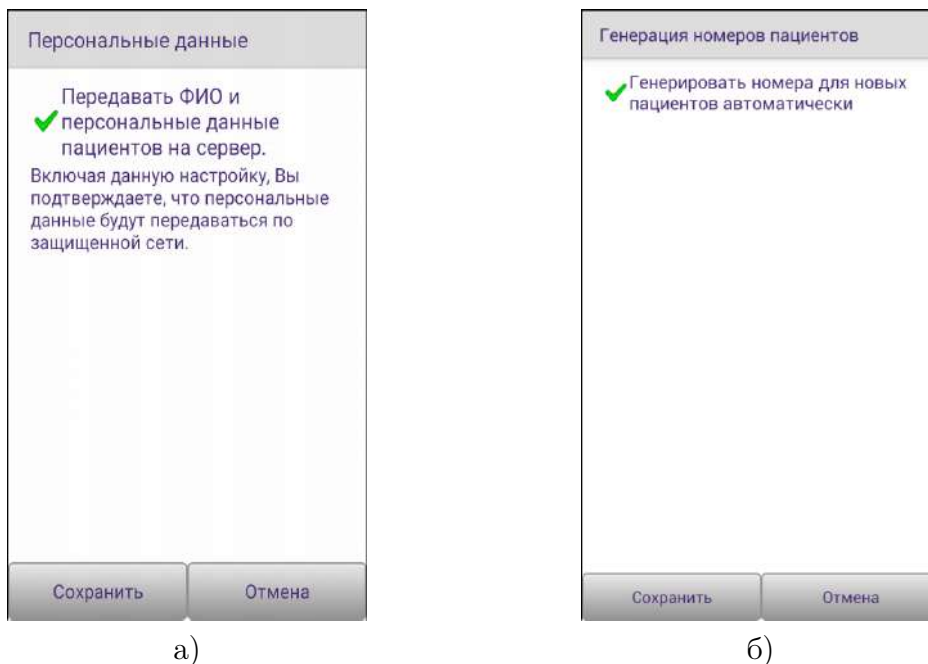 Персональные данные
Передавать ФИО и
персональные данные
пациентов на сервер.
Включая данную настройку, Вы
подтверждаете, что персональные
данные будут передаваться по
защищенной сети.
Сохранить
Отмена
а)
Генерация номеров пациентов
Генерировать номера для новых
пациентов автоматически
Сохранить
Отмена
б)